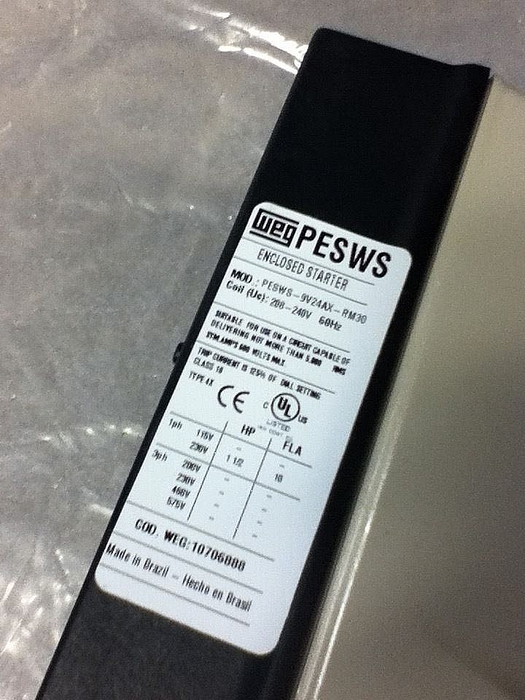 weg PESWS
ENCLOSED STARTER
MOD.: PESWS-9V24AX-RM30
Coil (Uc): 208-240V 60Hz
SUITABLE FOR USE ON A CIRCUIT CAPABLE OF
DELIVERING NOT MORE THAN 5,000 RMS
SYM.AMPS 600 VOLTS MAX.
TRIP CURRENT IS 125% OF DIAL SETTING
CLASS 10
TYPE 4X
CE C UL US
LISTED
HP FLA
1ph 115V - -
230V 1 1/2 10
3ph 200V - -
230V - -
460V - -
575V - -
COD. WEG: 10706888
Made in Brazil - Hecho en Brasil